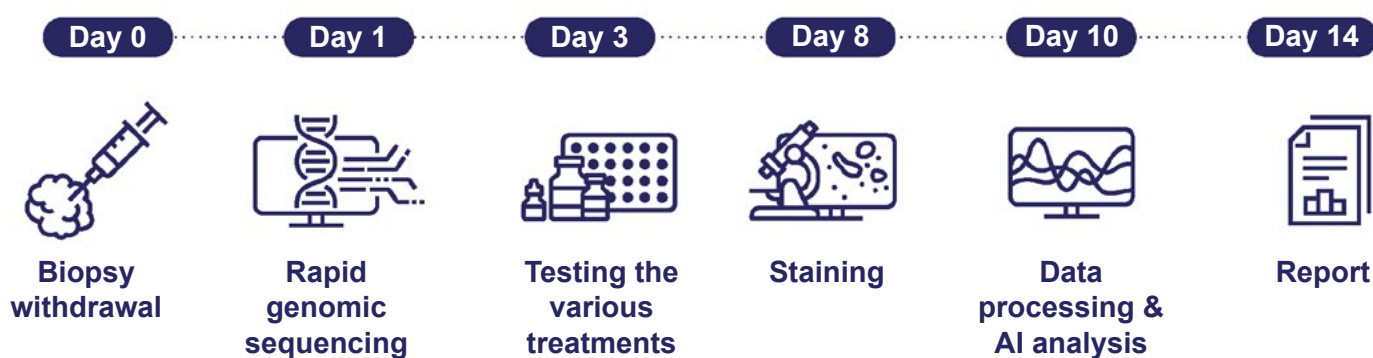 Day 0
Day 1
Day 3
Day 8
Day 10
Day 14
Biopsy
withdrawal
Rapid
genomic
sequencing
Testing the
various
treatments
Staining
Data
processing &
AI analysis
Report